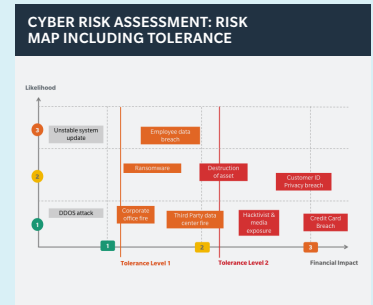 CYBER RISK ASSESSMENT: RISK
MAP INCLUDING TOLERANCE
Likelihood
3
Unstable system
update
Employee data
breach
2
Ransomware
Destruction
of asset
Customer ID
Privacy breach
1
DDOS attack
Corporate
office fire
Third Party data
center fire
Hacktivist &
media
exposure
Credit Card
Breach
1
2
3
Tolerance Level 1
Tolerance Level 2
Financial Impact